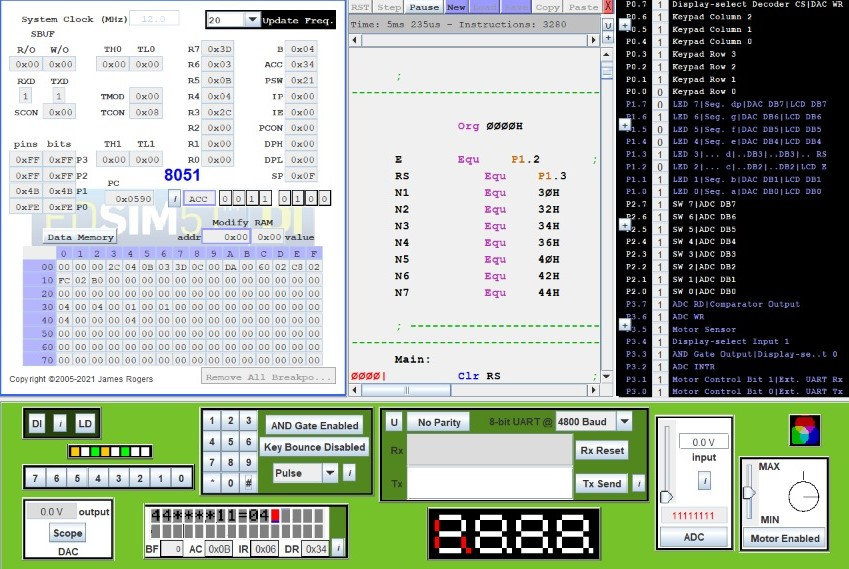 System Clock (MHz) 12.0 20 Update Freq.
SBUF
R/O W/O TH0 TL0 R7 0x3D B 0x04
0x00 0x00 0x00 0x00 R6 0x03 ACC 0x34
RXD TXD R5 0x0B PSW 0x21
1 1 TMOD 0x00 R4 0x04 IP 0x00
SCON 0x00 TCON 0x08 R3 0x2C IE 0x00
R2 0x00 PCON 0x00
pins bits TH1 TL1 R1 0x00 DPH 0x00
0xFF 0xFF P3 0x00 0x00 R0 0x00 DPL 0x00
0xFF 0xFF P2 8051 SP 0x0F
0x4B 0x4B P1 PC
0xFE 0xFE P0 0x0590 i ACC 0 0 1 1 0 1 0 0
EDSIM51DI
Modify RAM
Data Memory addr 0x00 0x00 value
0 1 2 3 4 5 6 7 8 9 A B C D E F
00 00 00 00 2C 04 0B 03 3D 0C 00 DA 00 60 02 C8 02
10 FC 02 B0 00 00 00 00 00 00 00 00 00 00 00 00 00
20 00 00 00 00 00 00 00 00 00 00 00 00 00 00 00 00
30 04 00 04 00 01 00 01 00 00 00 00 00 00 00 00 00
40 04 00 04 00 00 00 00 00 00 00 00 00 00 00 00 00
50 00 00 00 00 00 00 00 00 00 00 00 00 00 00 00 00
60 00 00 00 00 00 00 00 00 00 00 00 00 00 00 00 00
70 00 00 00 00 00 00 00 00 00 00 00 00 00 00 00 00
Copyright ©2005-2021 James Rogers Remove All Breakpo...
RST Step Pause New Copy Paste X
Time: 5ms 235us - Instructions: 3280
;
Org 0000H
E Equ P1.2 ;
RS Equ P1.3
N1 Equ 30H
N2 Equ 32H
N3 Equ 34H
N4 Equ 36H
N5 Equ 40H
N6 Equ 42H
N7 Equ 44H
; ------------------------
Main:
0000| Clr RS ;
P0.7 1 Display-select Decoder CS|DAC WR
P0.6 1 Keypad Column 2
P0.5 1 Keypad Column 1
P0.4 1 Keypad Column 0
P0.3 1 Keypad Row 3
P0.2 1 Keypad Row 2
P0.1 1 Keypad Row 1
P0.0 0 Keypad Row 0
P1.7 0 LED 7|Seg. dp|DAC DB7|LCD DB7
P1.6 1 LED 6|Seg. g|DAC DB6|LCD DB6
P1.5 0 LED 5|Seg. f|DAC DB5|LCD DB5
P1.4 0 LED 4|Seg. e|DAC DB4|LCD DB4
P1.3 1 LED 3|... d|..DB3|..DB3|.. RS
P1.2 0 LED 2|... c|..DB2|..DB2|LCD E
P1.1 1 LED 1|Seg. b|DAC DB1|LCD DB1
P1.0 1 LED 0|Seg. a|DAC DB0|LCD DB0
P2.7 1 SW 7|ADC DB7
P2.6 1 SW 6|ADC DB6
P2.5 1 SW 5|ADC DB5
P2.4 1 SW 4|ADC DB4
P2.3 1 SW 3|ADC DB3
P2.2 1 SW 2|ADC DB2
P2.1 1 SW 1|ADC DB1
P2.0 1 SW 0|ADC DB0
P3.7 1 ADC RD|Comparator Output
P3.6 1 ADC WR
P3.5 1 Motor Sensor
P3.4 1 Display-select Input 1
P3.3 1 AND Gate Output|Display-se..t 0
P3.2 1 ADC INTR
P3.1 1 Motor Control Bit 1|Ext. UART Rx
P3.0 1 Motor Control Bit 0|Ext. UART Tx
DI i LD
7 6 5 4 3 2 1 0
0.0 V output
Scope
DAC
1 2 3
4 5 6
7 8 9
* 0 #
AND Gate Enabled
Key Bounce Disabled
Pulse i
44*****11=04
BF 0 AC 0x0B IR 0x06 DR 0x34 i
U No Parity 8-bit UART @ 4800 Baud
Rx Rx Reset
Tx Tx Send i
8.888
0.0 V
input
i
11111111
ADC
MAX
MIN
Motor Enabled